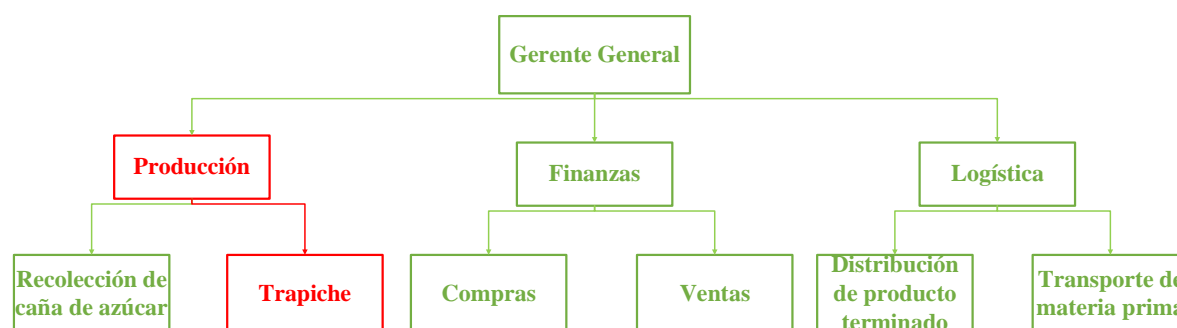 Gerente General
Producción
Finanzas
Logística
Recolección de
caña de azúcar
Trapiche
Compras
Ventas
Distribución
de producto
terminado
Transporte de
materia prima